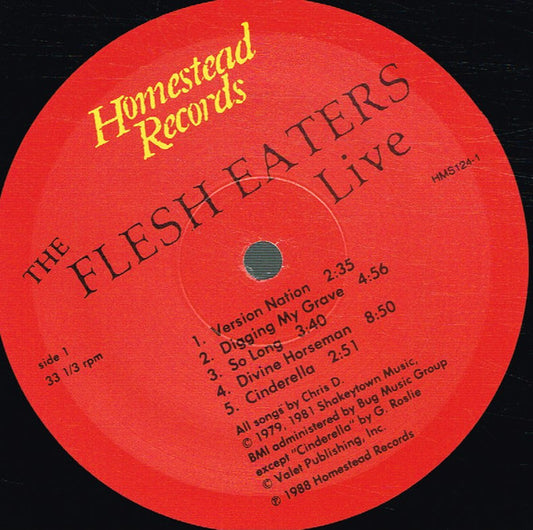 Homestead
Records
THE FLESH EATERS
Live
HMS124-1
side 1
33 1/3 rpm
1. Version Nation 2:35
2. Digging My Grave 4:56
3. So Long 3:40
4. Divine Horseman 8:50
5. Cinderella 2:51
All songs by Chris D.
© 1979, 1981 Shakeytown Music,
BMI administered by Bug Music Group
except "Cinderella" by G. Roslie
© Valet Publishing, Inc.
℗ 1988 Homestead Records